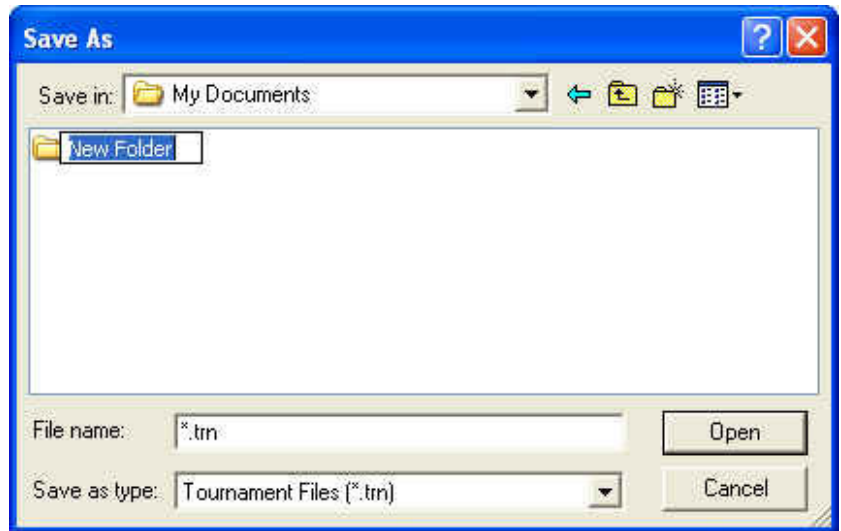 Save As
Save in: My Documents
New Folder
File name: *.trn
Open
Save as type: Tournament Files (*.trn)
Cancel